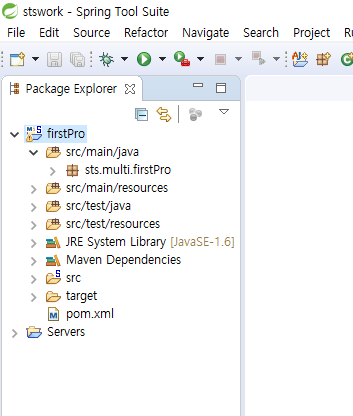 stswork - Spring Tool Suite
File Edit Source Refactor Navigate Search Project
Package Explorer
firstPro
src/main/java
sts.multi.firstPro
src/main/resources
src/test/java
src/test/resources
JRE System Library [JavaSE-1.6]
Maven Dependencies
src
target
pom.xml
Servers